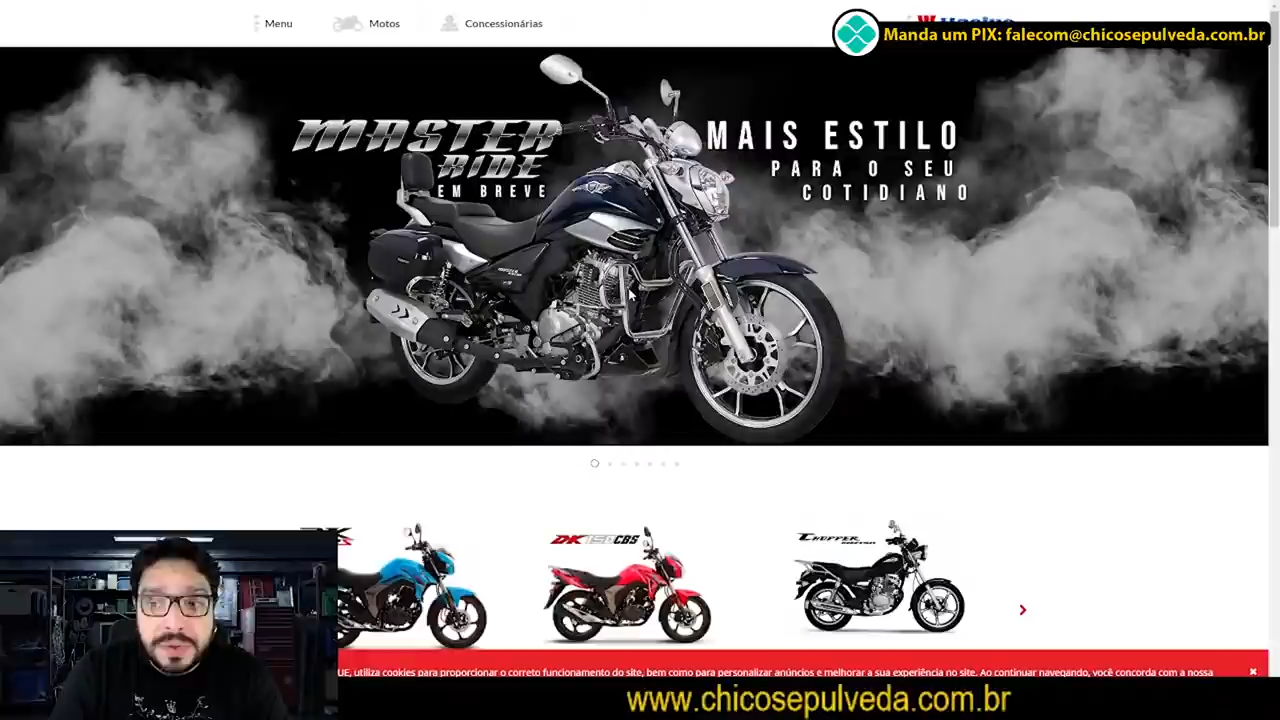 Menu
Motos
Concessionárias
Manda um PIX: falecom@chicosepulveda.com.br
MASTER
RIDE
EM BREVE
MAIS ESTILO
PARA O SEU
COTIDIANO
DK150CBS
CHOPPER
UE, utiliza cookies para proporcionar o correto funcionamento do site, bem como para personalizar anúncios e melhorar a sua experiência no site. Ao continuar navegando, você concorda com a nossa
www.chicosepulveda.com.br